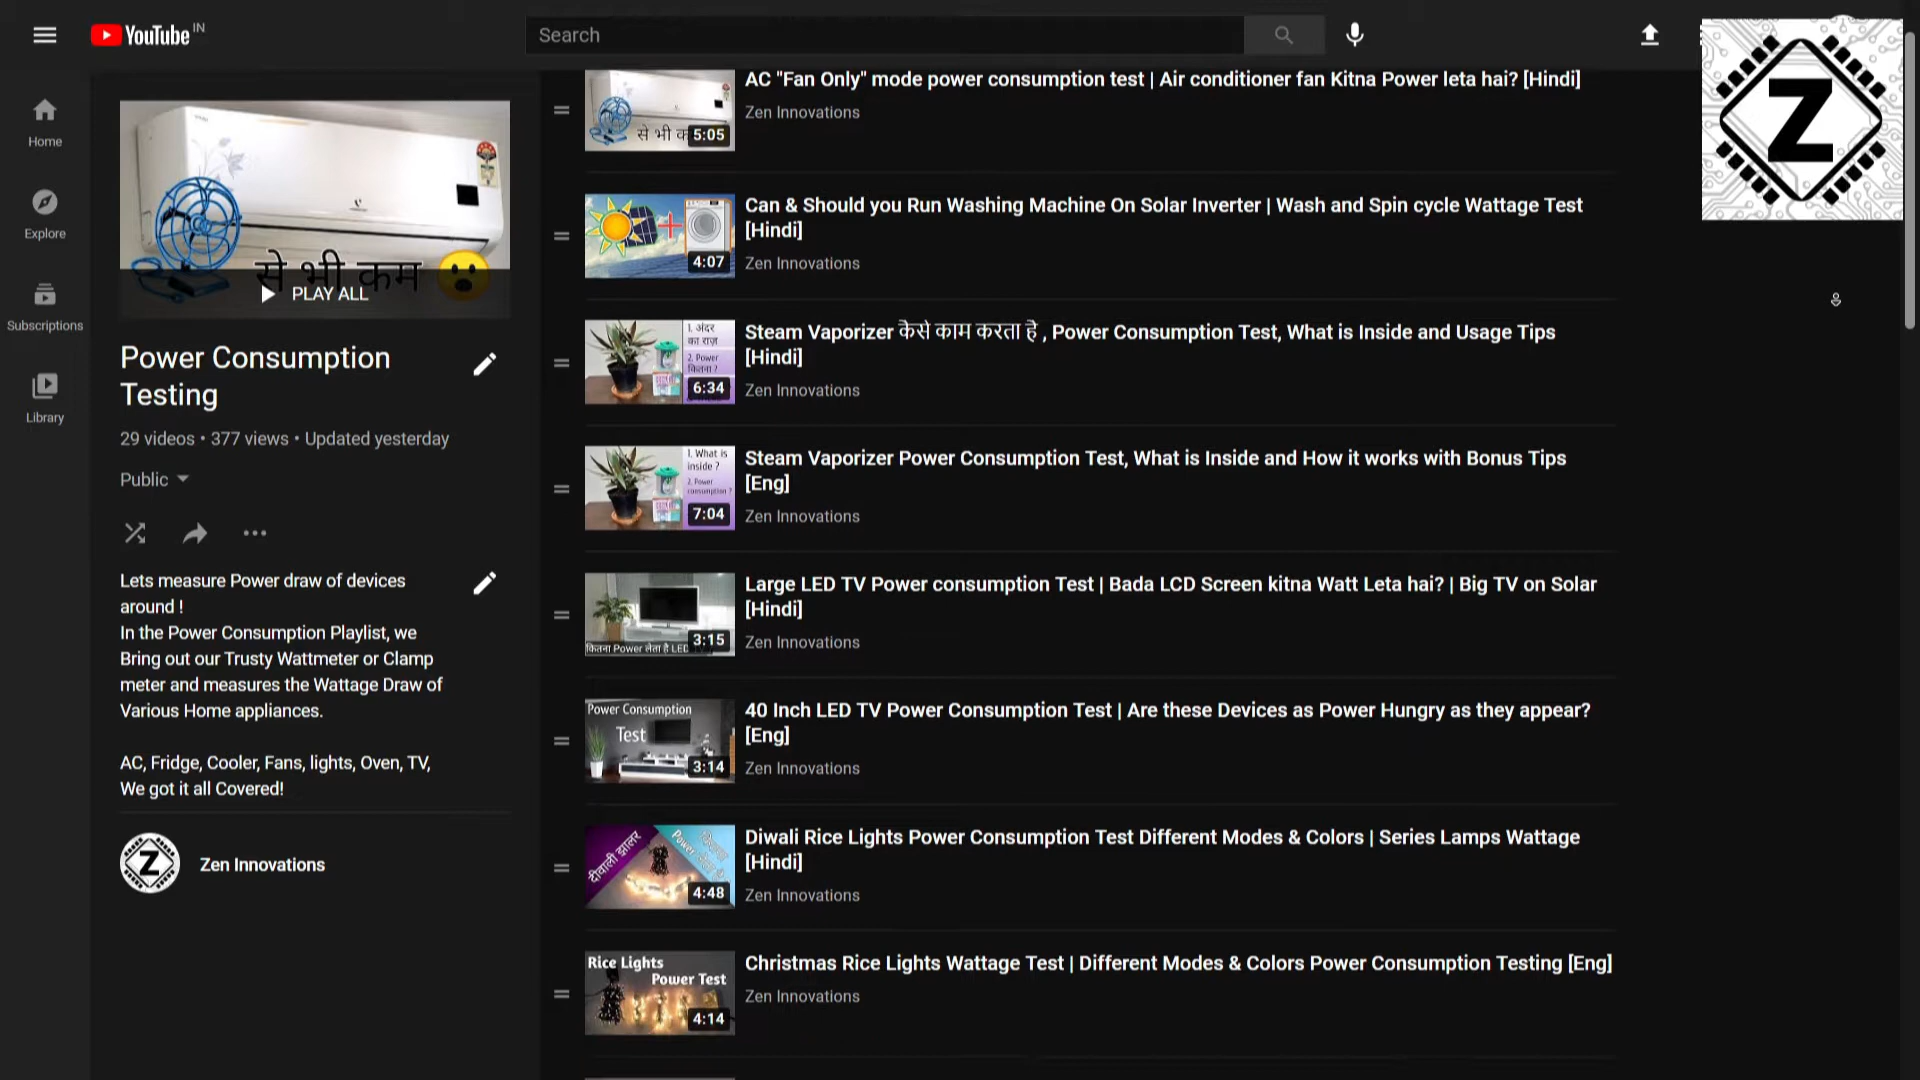 YouTube IN
Search
Home
Explore
Subscriptions
Library
से भी कम
PLAY ALL
Power Consumption
Testing
29 videos • 377 views • Updated yesterday
Public
Lets measure Power draw of devices
around !
In the Power Consumption Playlist, we
Bring out our Trusty Wattmeter or Clamp
meter and measures the Wattage Draw of
Various Home appliances.
AC, Fridge, Cooler, Fans, lights, Oven, TV,
We got it all Covered!
Z
Zen Innovations
से भी
5:05
AC "Fan Only" mode power consumption test | Air conditioner fan Kitna Power leta hai? [Hindi]
Zen Innovations
4:07
Can & Should you Run Washing Machine On Solar Inverter | Wash and Spin cycle Wattage Test
[Hindi]
Zen Innovations
1. अंदर
का राज़
2. Power
कितना ?
6:34
Steam Vaporizer कैसे काम करता है , Power Consumption Test, What is Inside and Usage Tips
[Hindi]
Zen Innovations
1. What is
inside ?
2. Power
consumption ?
7:04
Steam Vaporizer Power Consumption Test, What is Inside and How it works with Bonus Tips
[Eng]
Zen Innovations
3:15
कितना Power लेता है LED
Large LED TV Power consumption Test | Bada LCD Screen kitna Watt Leta hai? | Big TV on Solar
[Hindi]
Zen Innovations
Power Consumption
Test
3:14
40 Inch LED TV Power Consumption Test | Are these Devices as Power Hungry as they appear?
[Eng]
Zen Innovations
दीवाली झालर
Power
4:48
Diwali Rice Lights Power Consumption Test Different Modes & Colors | Series Lamps Wattage
[Hindi]
Zen Innovations
Rice Lights
Power Test
4:14
Christmas Rice Lights Wattage Test | Different Modes & Colors Power Consumption Testing [Eng]
Zen Innovations
Z